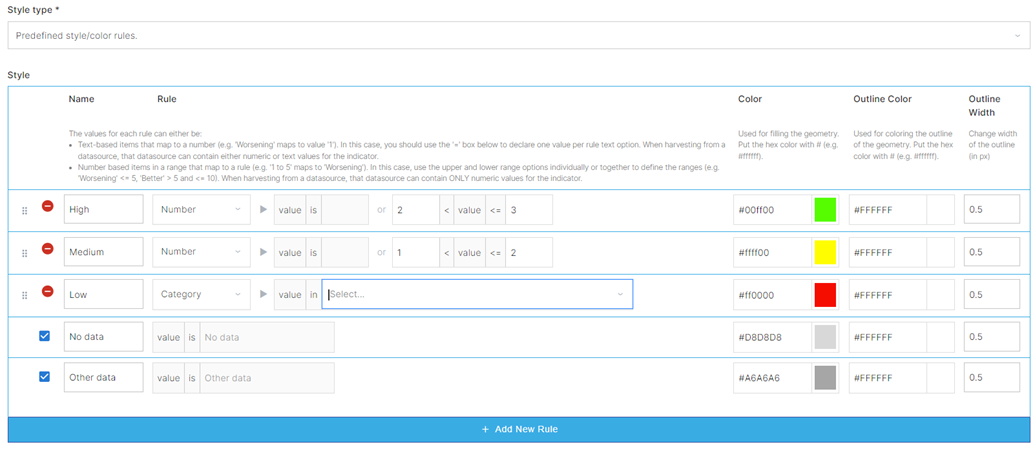 Style type *
Predefined style/color rules.
Style
Name Rule Color Outline Color Outline
Width
The values for each rule can either be:
• Text-based items that map to a number (e.g. 'Worsening' maps to value '1'). In this case, you should use the '=' box below to declare one value per rule text option. When harvesting from a
datasource, that datasource can contain either numeric or text values for the indicator.
• Number based items in a range that map to a rule (e.g. '1 to 5' maps to 'Worsening'). In this case, use the upper and lower range options individually or together to define the ranges (e.g.
'Worsening' <= 5, 'Better' > 5 and <= 10). When harvesting from a datasource, that datasource can contain ONLY numeric values for the indicator.
Used for filling the geometry.
Put the hex color with # (e.g.
#ffffff).
Used for coloring the outline
of the geometry. Put the hex
color with # (e.g. #ffffff).
Change width
of the outline
(in px)
High Number value is or 2 < value <= 3 #00ff00 #FFFFFF 0.5
Medium Number value is or 1 < value <= 2 #ffff00 #FFFFFF 0.5
Low Category value in Select... #ff0000 #FFFFFF 0.5
No data value is No data #D8D8D8 #FFFFFF 0.5
Other data value is Other data #A6A6A6 #FFFFFF 0.5
+ Add New Rule